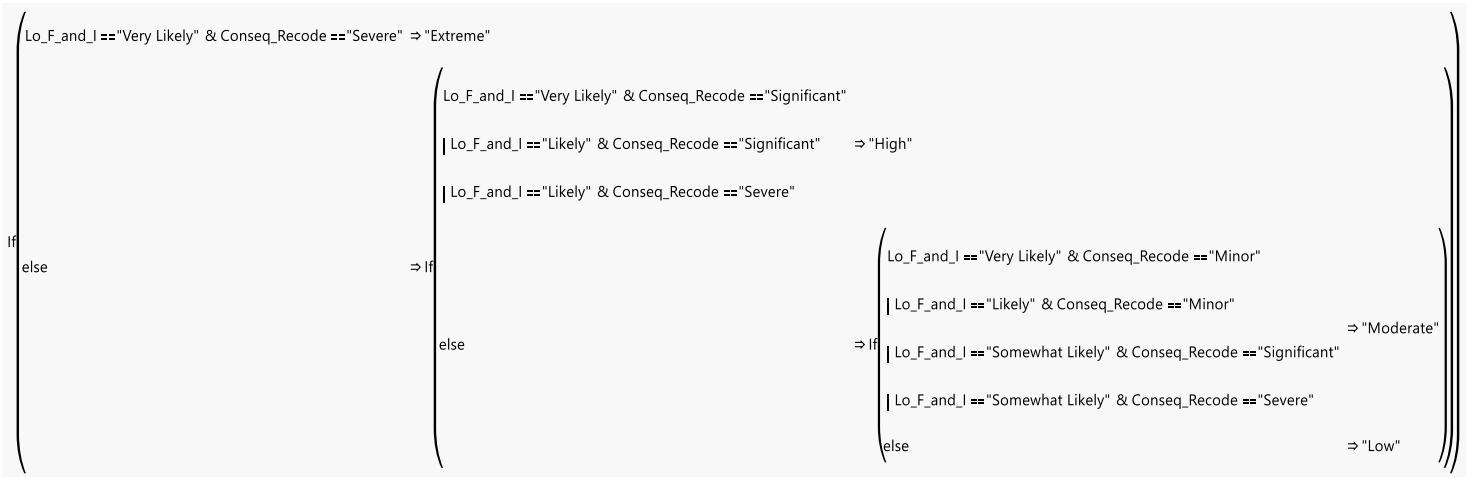 Lo_F_and_I =="Very Likely" & Conseq_Recode =="Severe" ⇒ "Extreme"
Lo_F_and_I =="Very Likely" & Conseq_Recode =="Significant"
| Lo_F_and_I =="Likely" & Conseq_Recode =="Significant" ⇒ "High"
| Lo_F_and_I =="Likely" & Conseq_Recode =="Severe"
If
else ⇒ If
Lo_F_and_I =="Very Likely" & Conseq_Recode =="Minor"
| Lo_F_and_I =="Likely" & Conseq_Recode =="Minor"
⇒ "Moderate"
else ⇒ If
| Lo_F_and_I =="Somewhat Likely" & Conseq_Recode =="Significant"
| Lo_F_and_I =="Somewhat Likely" & Conseq_Recode =="Severe"
else ⇒ "Low"